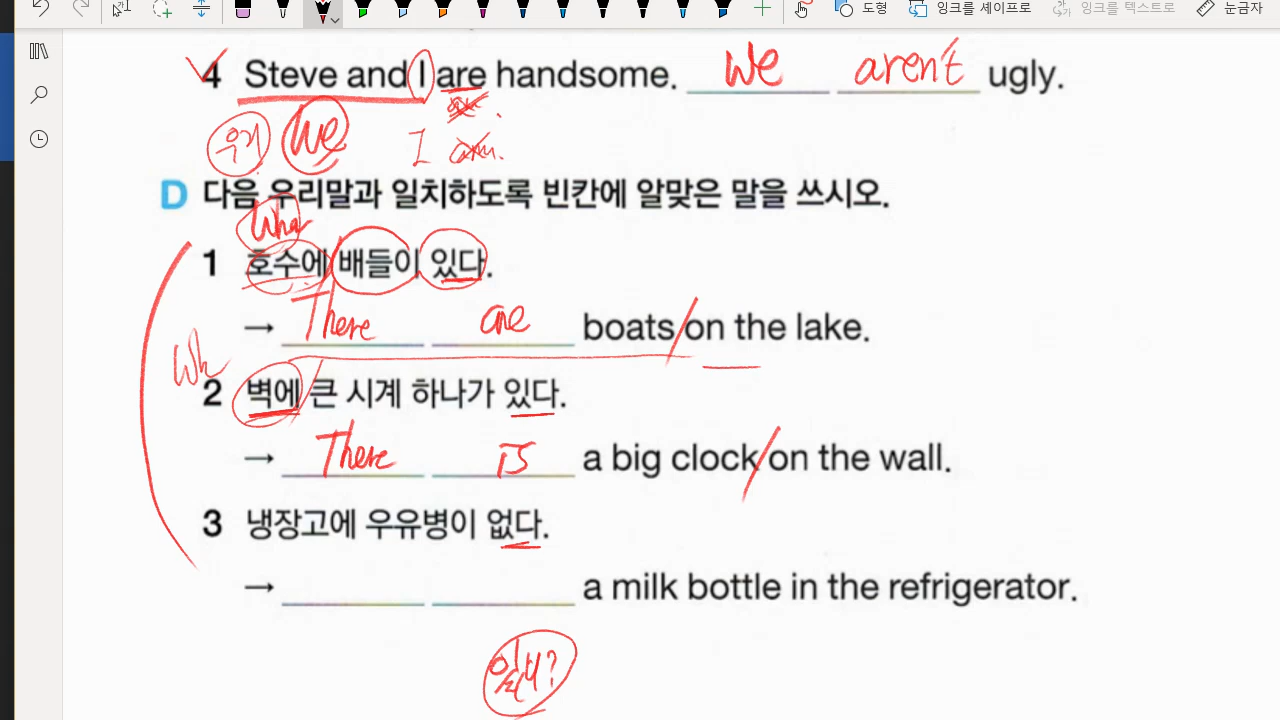 도형 잉크를 셰이프로 잉크를 텍스트로 눈금자
4 Steve and I are handsome. We aren't ugly.
우리 We I am.
D 다음 우리말과 일치하도록 빈칸에 알맞은 말을 쓰시오.
1 호수에 배들이 있다.
→ There are boats / on the lake.
2 벽에 / 큰 시계 하나가 있다.
→ There is a big clock / on the wall.
3 냉장고에 우유병이 없다.
→ a milk bottle in the refrigerator.